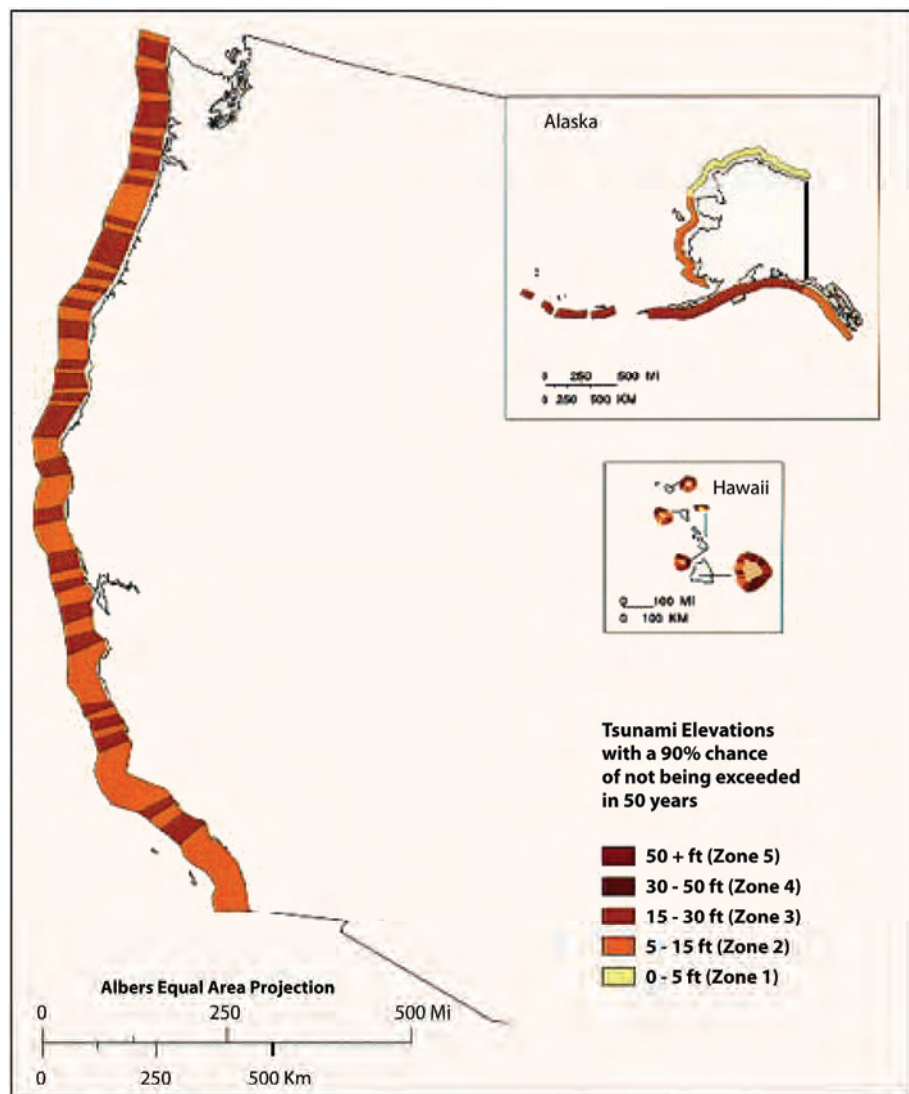 Alaska
0 250 500 MI
0 250 500 KM
Hawaii
0 100 MI
0 100 KM
Tsunami Elevations
with a 90% chance
of not being exceeded
in 50 years
50 + ft (Zone 5)
30 - 50 ft (Zone 4)
15 - 30 ft (Zone 3)
5 - 15 ft (Zone 2)
0 - 5 ft (Zone 1)
Albers Equal Area Projection
0 250 500 Mi
0 250 500 Km